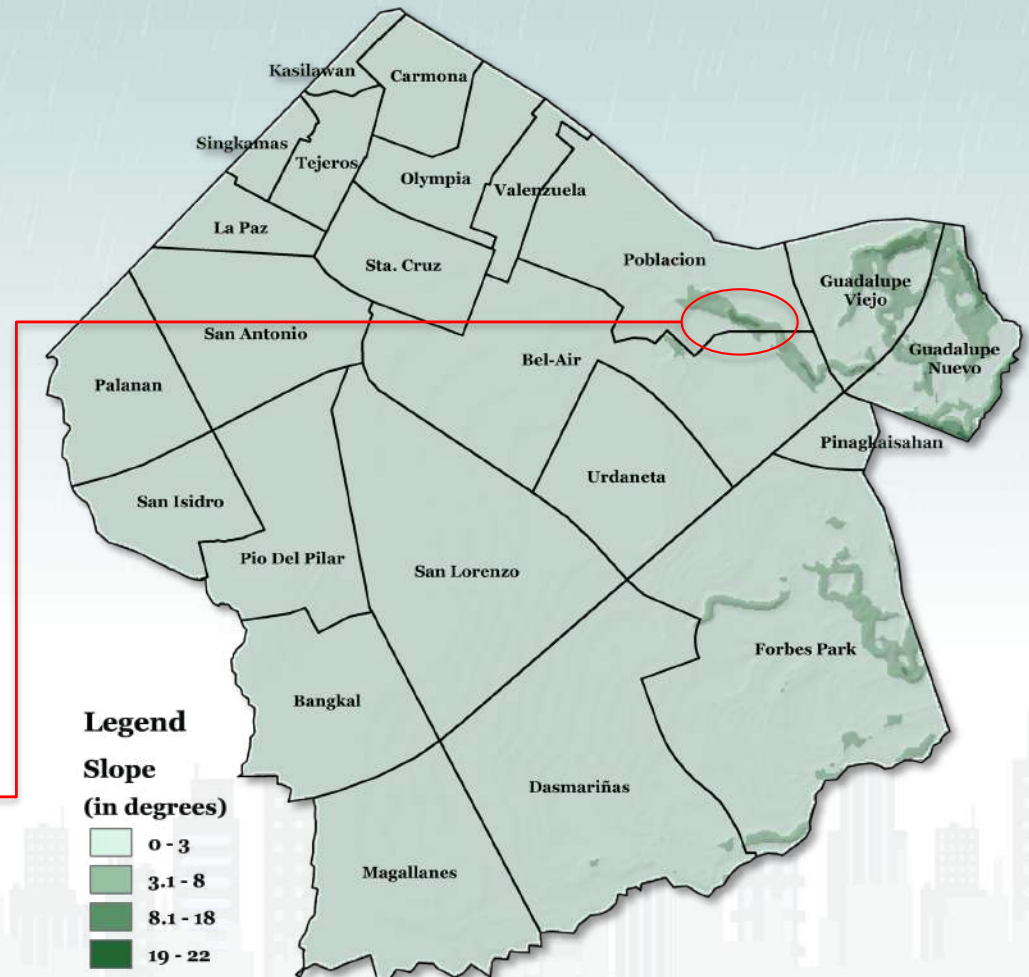 Kasilawan
Carmona
Singkamas
Tejeros
Olympia
Valenzuela
La Paz
Sta. Cruz
Poblacion
Guadalupe
Viejo
San Antonio
Bel-Air
Guadalupe
Nuevo
Palanan
Pinagkaisahan
Urdaneta
San Isidro
Pio Del Pilar
San Lorenzo
Forbes Park
Bangkal
Dasmariñas
Magallanes
Legend
Slope
(in degrees)
0 - 3
3.1 - 8
8.1 - 18
19 - 22